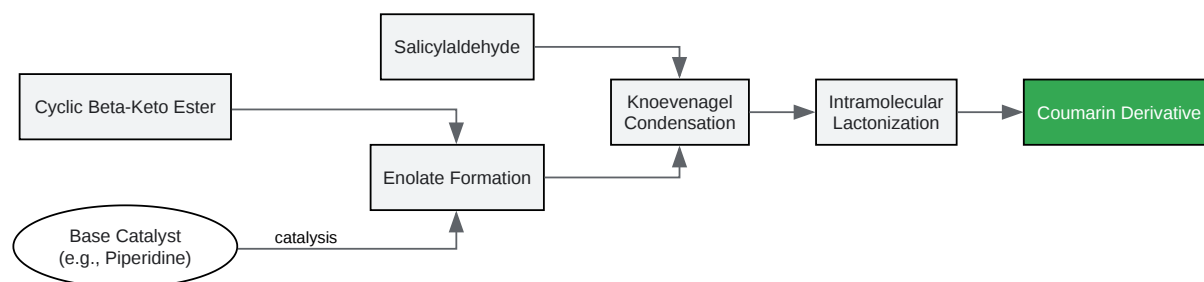 Salicylaldehyde
Cyclic Beta-Keto Ester
Knoevenagel
Condensation
Intramolecular
Lactonization
Coumarin Derivative
Enolate Formation
Base Catalyst
(e.g., Piperidine)
catalysis